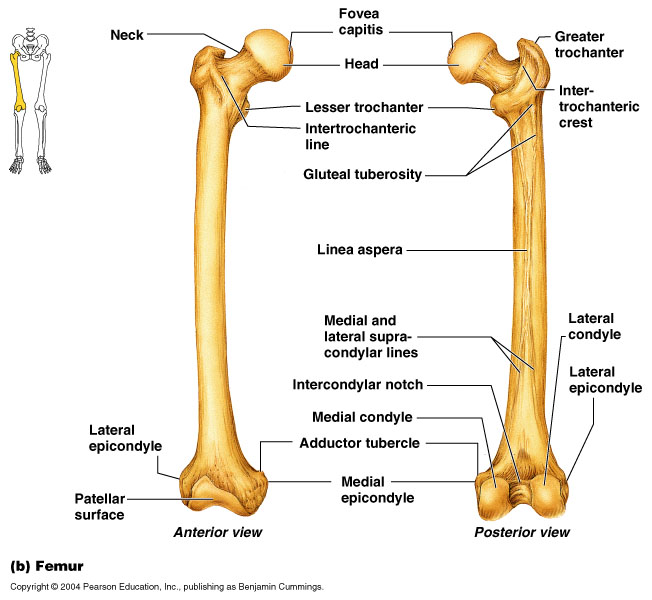 Neck
Fovea
capitis
Head
Greater
trochanter
Lesser trochanter
Inter-
trochanteric
crest
Intertrochanteric
line
Gluteal tuberosity
Linea aspera
Medial and
lateral supra-
condylar lines
Lateral
condyle
Intercondylar notch
Lateral
epicondyle
Medial condyle
Lateral
epicondyle
Adductor tubercle
Medial
epicondyle
Patellar
surface
Anterior view
Posterior view
(b) Femur
Copyright © 2004 Pearson Education, Inc., publishing as Benjamin Cummings.